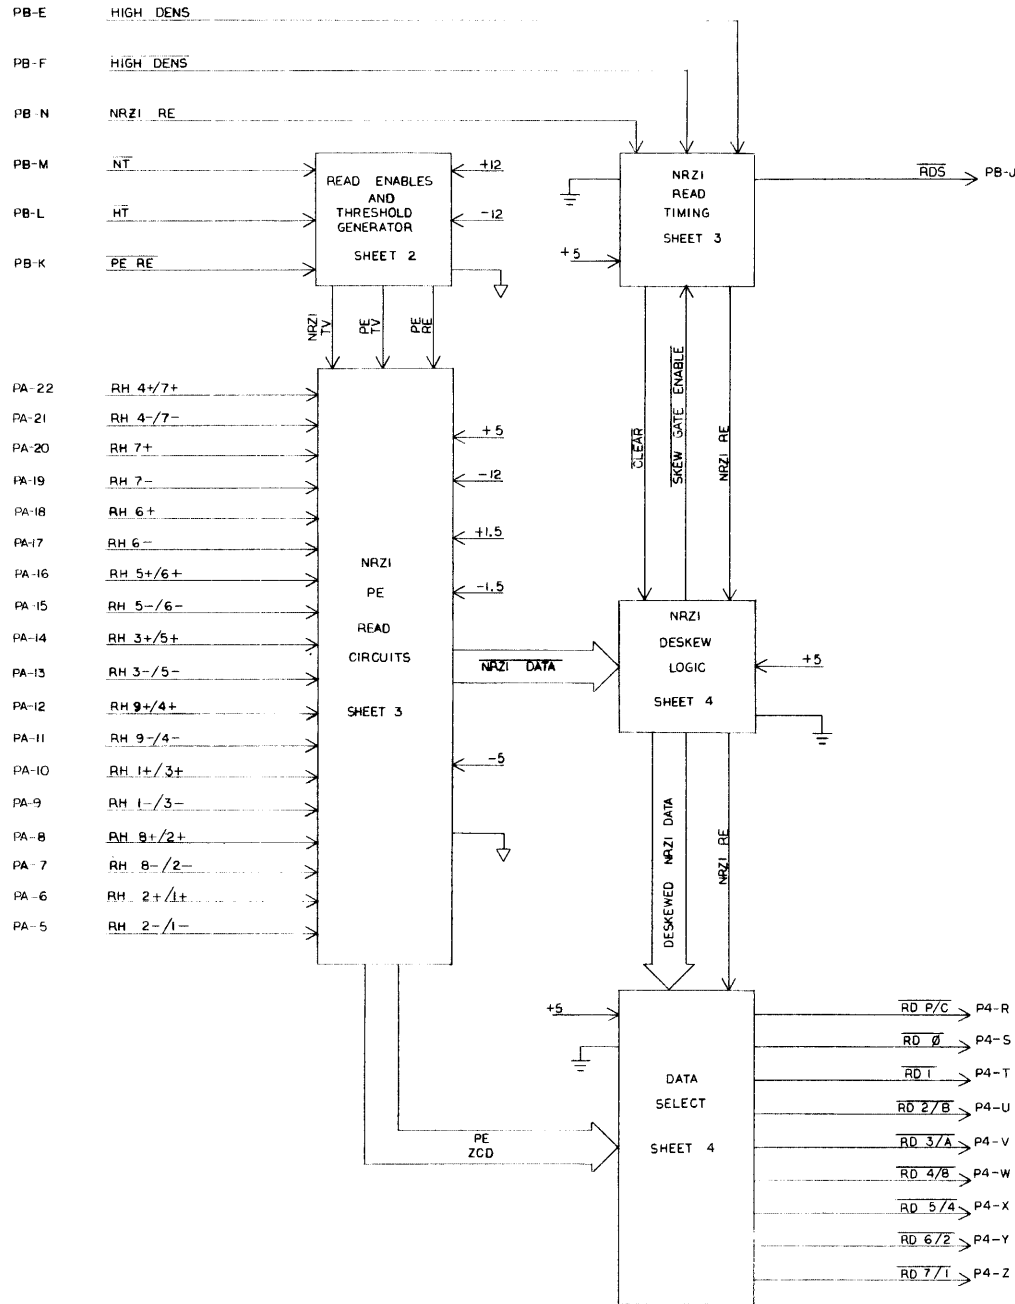 PB-E HIGH DENS
PB-F HIGH DENS
PB-N NRZI RE
PB-M NT
PB-L HT
PB-K PE RE
READ ENABLES
AND
THRESHOLD
GENERATOR
SHEET 2
+12
-12
NRZI
READ
TIMING
SHEET 3
+5
RDS PB-J
NRZI TV
PE TV
PE RE
CLEAR
SKEW GATE ENABLE
NRZI RE
PA-22 RH 4+/7+
PA-21 RH 4-/7-
PA-20 RH 7+
PA-19 RH 7-
PA-18 RH 6+
PA-17 RH 6-
PA-16 RH 5+/6+
PA-15 RH 5-/6-
PA-14 RH 3+/5+
PA-13 RH 3-/5-
PA-12 RH 9+/4+
PA-11 RH 9-/4-
PA-10 RH 1+/3+
PA-9 RH 1-/3-
PA-8 RH 8+/2+
PA-7 RH 8-/2-
PA-6 RH 2+/1+
PA-5 RH 2-/1-
NRZI
PE
READ
CIRCUITS
SHEET 3
+5
-12
+1.5
-1.5
-5
NRZI DATA
NRZI
DESKEW
LOGIC
SHEET 4
+5
DESKEWED NRZI DATA
NRZI RE
PE
ZCD
+5
DATA
SELECT
SHEET 4
RD P/C P4-R
RD Ø P4-S
RD 1 P4-T
RD 2/B P4-U
RD 3/A P4-V
RD 4/8 P4-W
RD 5/4 P4-X
RD 6/2 P4-Y
RD 7/1 P4-Z